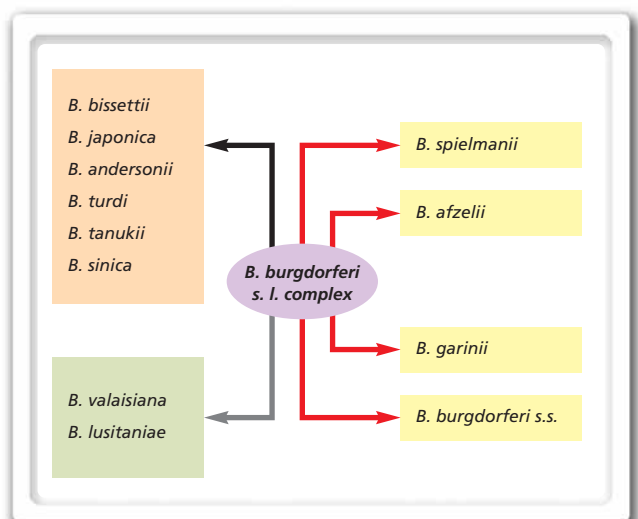 B. bissettii
B. japonica
B. andersonii
B. turdi
B. tanukii
B. sinica
B. valaisiana
B. lusitaniae
B. burgdorferi
s. l. complex
B. spielmanii
B. afzelii
B. garinii
B. burgdorferi s.s.